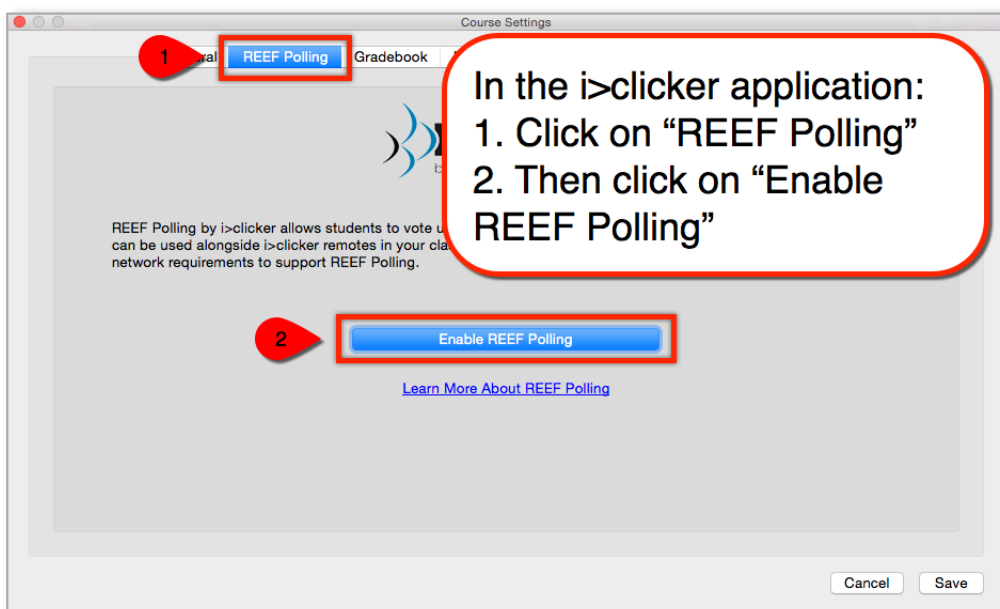 Course Settings
1
REEF Polling
Gradebook
In the i>clicker application:
1. Click on “REEF Polling”
2. Then click on “Enable
REEF Polling”
REEF Polling by i>clicker allows students to vote
can be used alongside i>clicker remotes in your
network requirements to support REEF Polling.
2
Enable REEF Polling
Learn More About REEF Polling
Cancel
Save